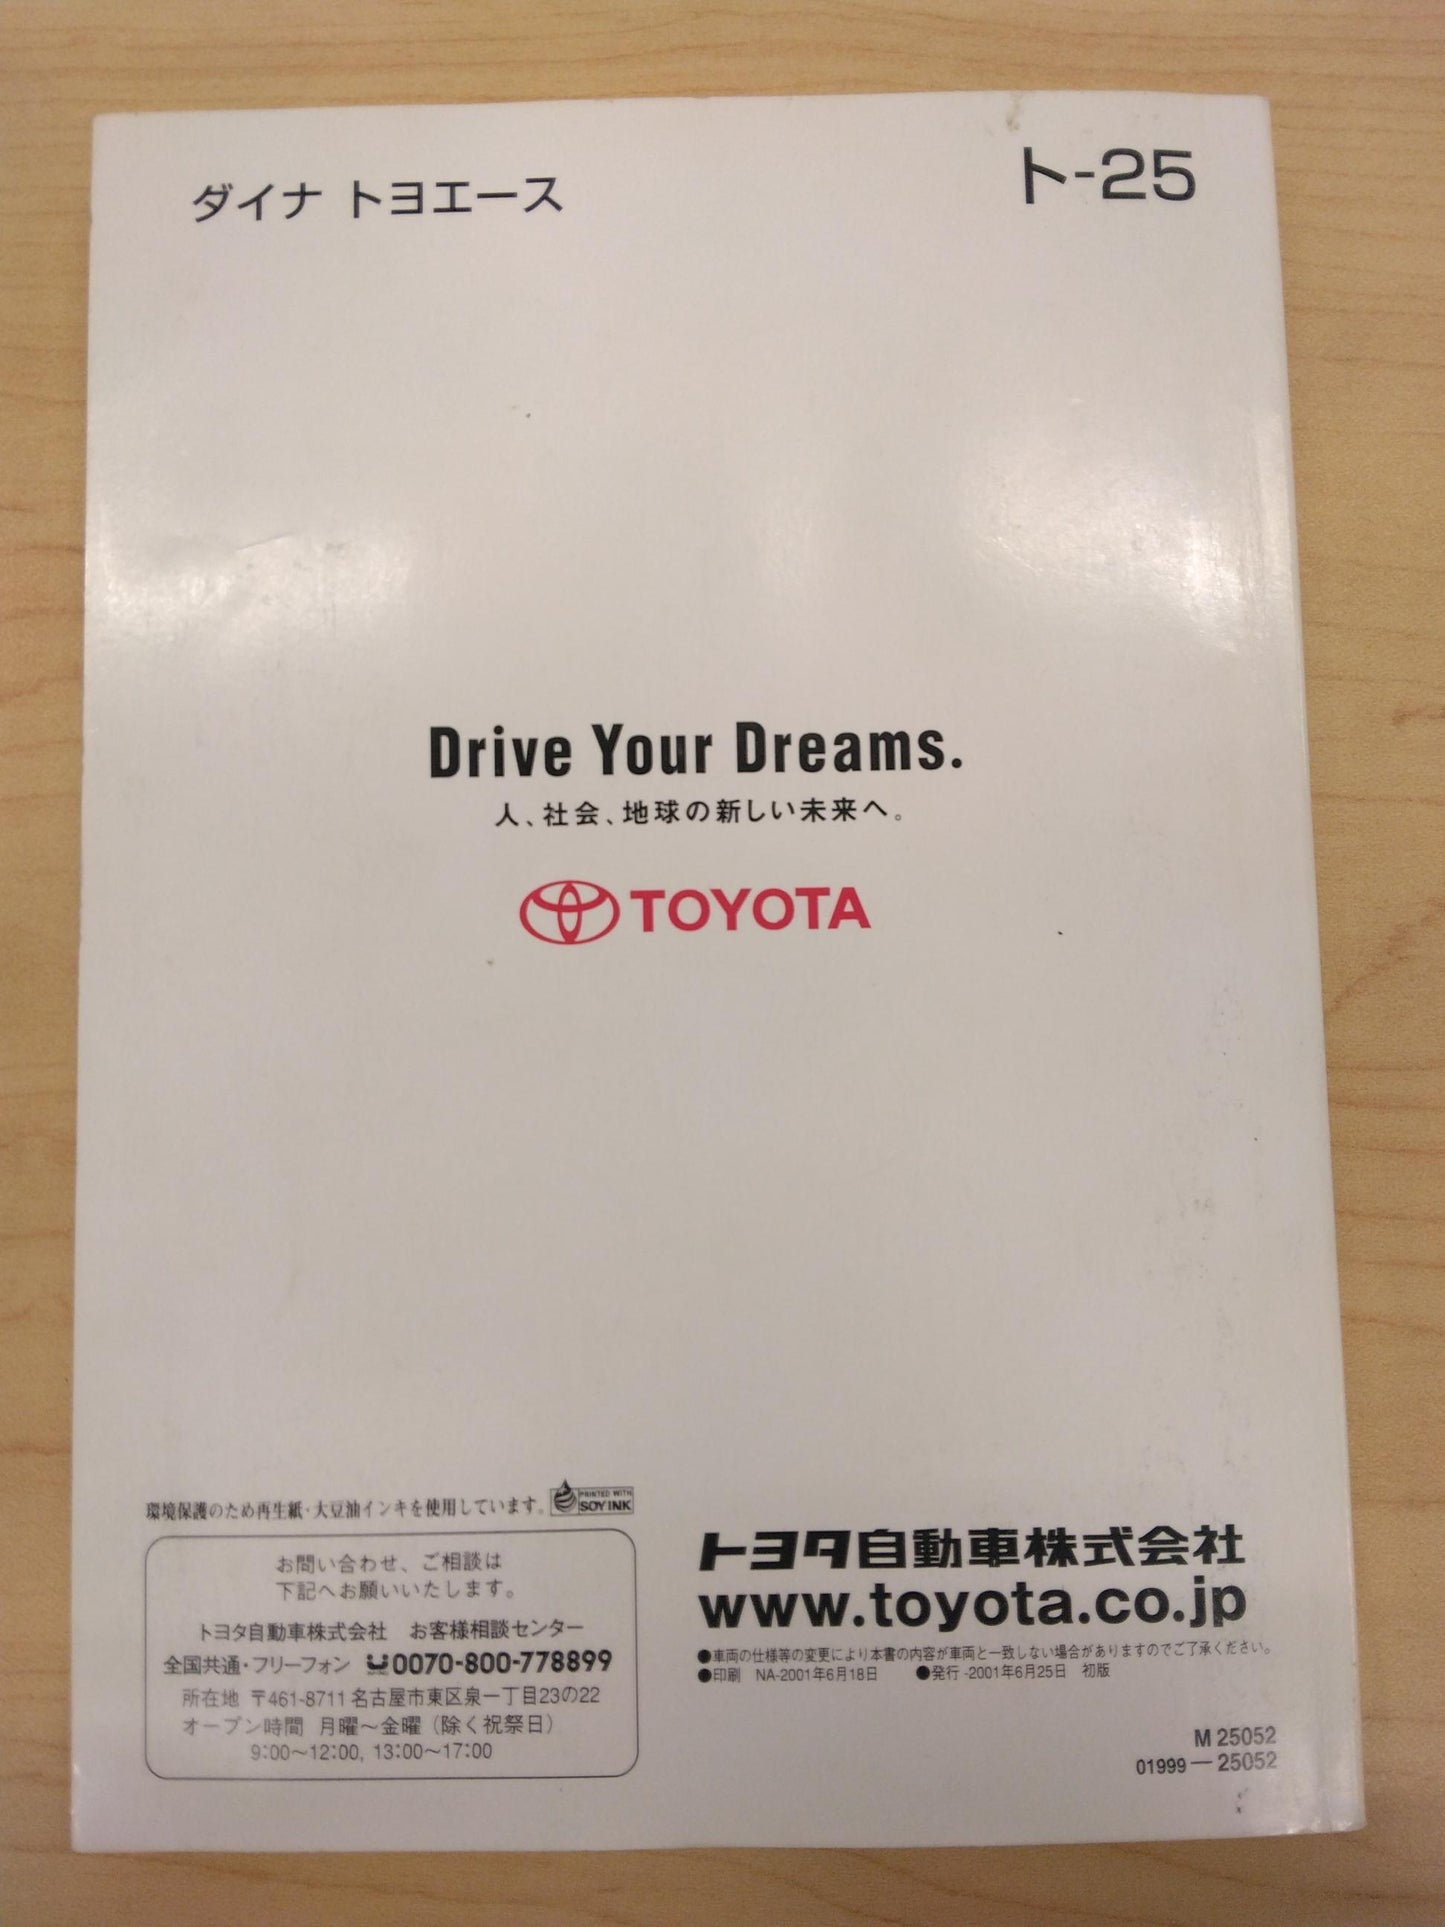 ダイナ トヨエース
ト-25
Drive Your Dreams.
人、社会、地球の新しい未来へ。
TOYOTA
環境保護のため再生紙・大豆油インキを使用しています。
PRINTED WITH
SOY INK
お問い合わせ、ご相談は
下記へお願いいたします。
トヨタ自動車株式会社 お客様相談センター
全国共通・フリーフォン 0070-800-778899
所在地 〒461-8711 名古屋市東区泉一丁目23の22
オープン時間 月曜～金曜（除く祝祭日）
9:00～12:00, 13:00～17:00
トヨタ自動車株式会社
www.toyota.co.jp
●車両の仕様等の変更により本書の内容が車両と一致しない場合がありますのでご了承ください。
●印刷 NA-2001年6月18日 ●発行 -2001年6月25日 初版
M 25052
01999－25052